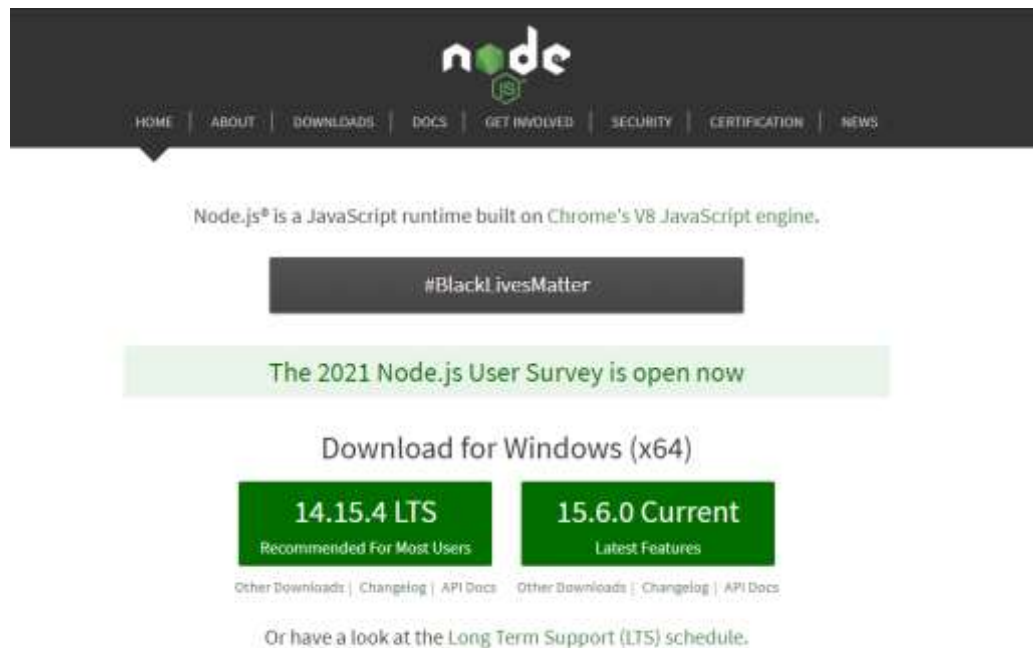 node
JS
HOME | ABOUT | DOWNLOADS | DOCS | GET INVOLVED | SECURITY | CERTIFICATION | NEWS
Node.js® is a JavaScript runtime built on Chrome's V8 JavaScript engine.
#BlackLivesMatter
The 2021 Node.js User Survey is open now
Download for Windows (x64)
14.15.4 LTS
Recommended For Most Users
15.6.0 Current
Latest Features
Other Downloads | Changelog | API Docs
Other Downloads | Changelog | API Docs
Or have a look at the Long Term Support (LTS) schedule.